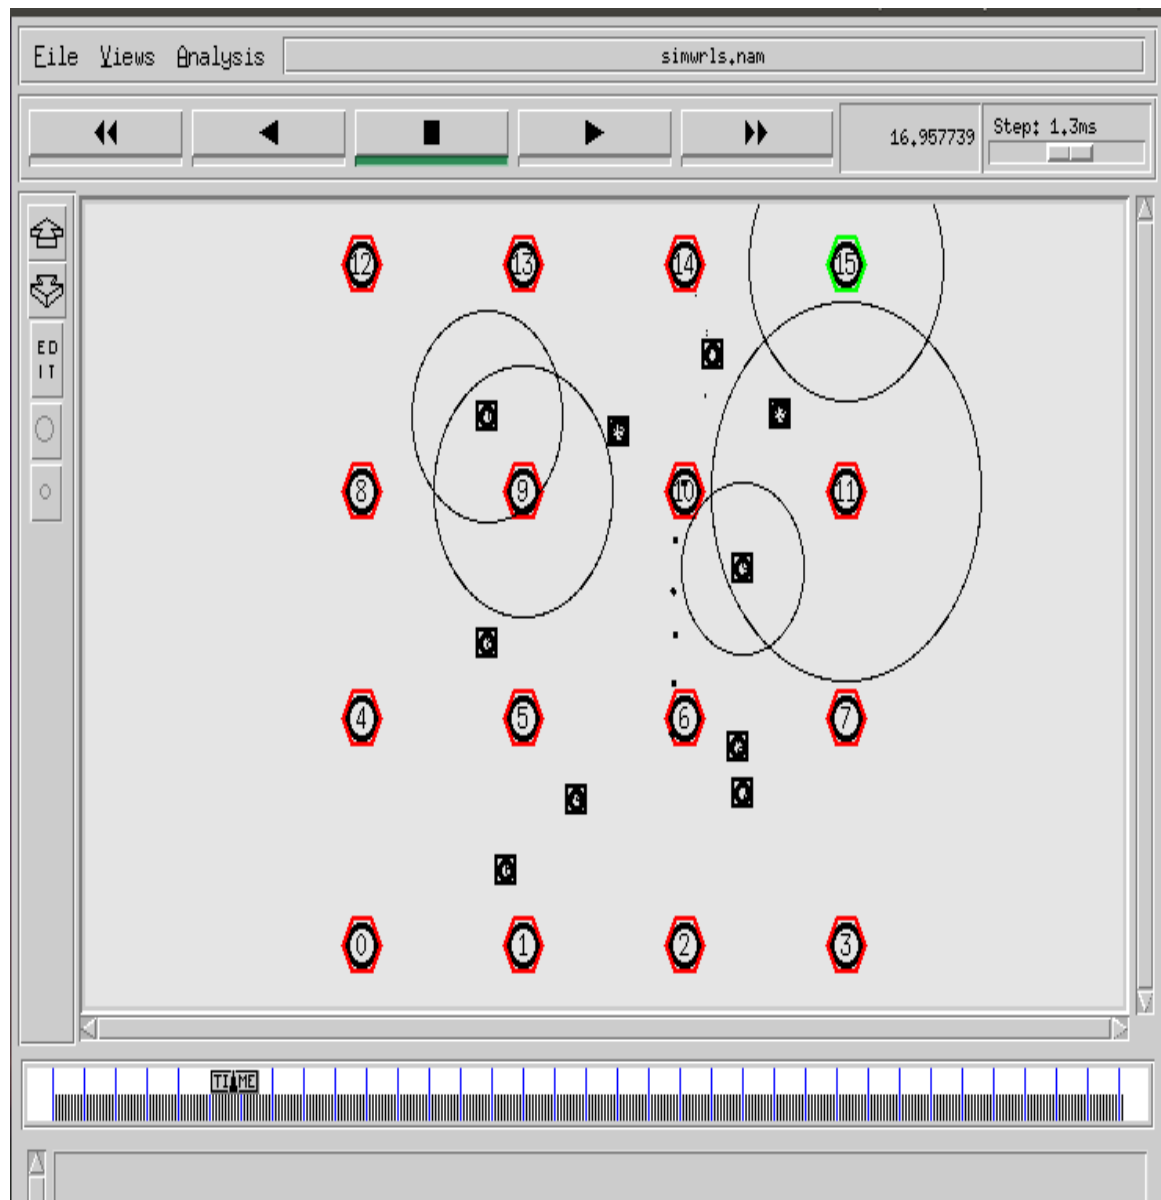 File Views Analysis simwrls.nam
16.957739 Step: 1.3ms
ED
IT
12 13 14 15
8 9 10 11
4 5 6 7
0 1 2 3
TIME